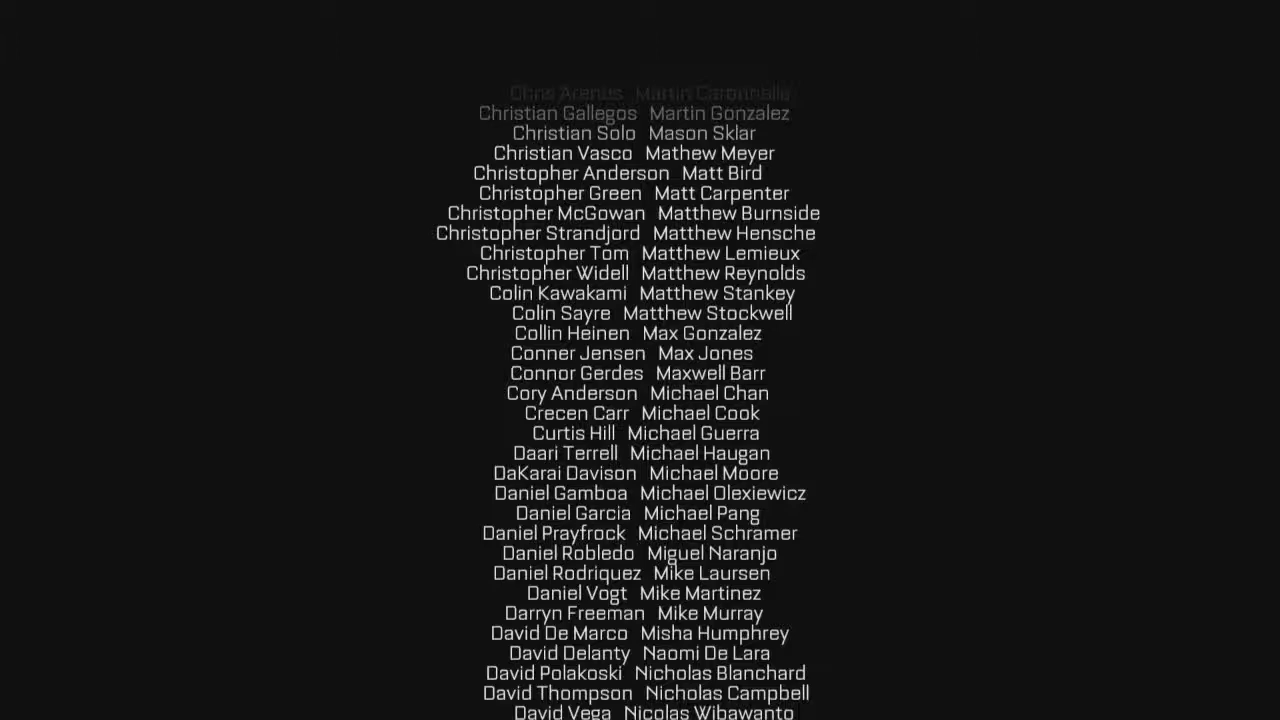 Chris Arenas Martin
Christian Gallegos Martin Gonzalez
Christian Solo Mason Sklar
Christian Vasco Mathew Meyer
Christopher Anderson Matt Bird
Christopher Green Matt Carpenter
Christopher McGowan Matthew Burnside
Christopher Strandjord Matthew Hensche
Christopher Tom Matthew Lemieux
Christopher Widell Matthew Reynolds
Colin Kawakami Matthew Stankey
Colin Sayre Matthew Stockwell
Collin Heinen Max Gonzalez
Conner Jensen Max Jones
Connor Gerdes Maxwell Barr
Cory Anderson Michael Chan
Crecen Carr Michael Cook
Curtis Hill Michael Guerra
Daari Terrell Michael Haugan
DaKarai Davison Michael Moore
Daniel Gamboa Michael Olexiewicz
Daniel Garcia Michael Pang
Daniel Prayfrock Michael Schramer
Daniel Robledo Miguel Naranjo
Daniel Rodriquez Mike Laursen
Daniel Vogt Mike Martinez
Darryn Freeman Mike Murray
David De Marco Misha Humphrey
David Delanty Naomi De Lara
David Polakoski Nicholas Blanchard
David Thompson Nicholas Campbell
David Vega Nicolas Wibawanto